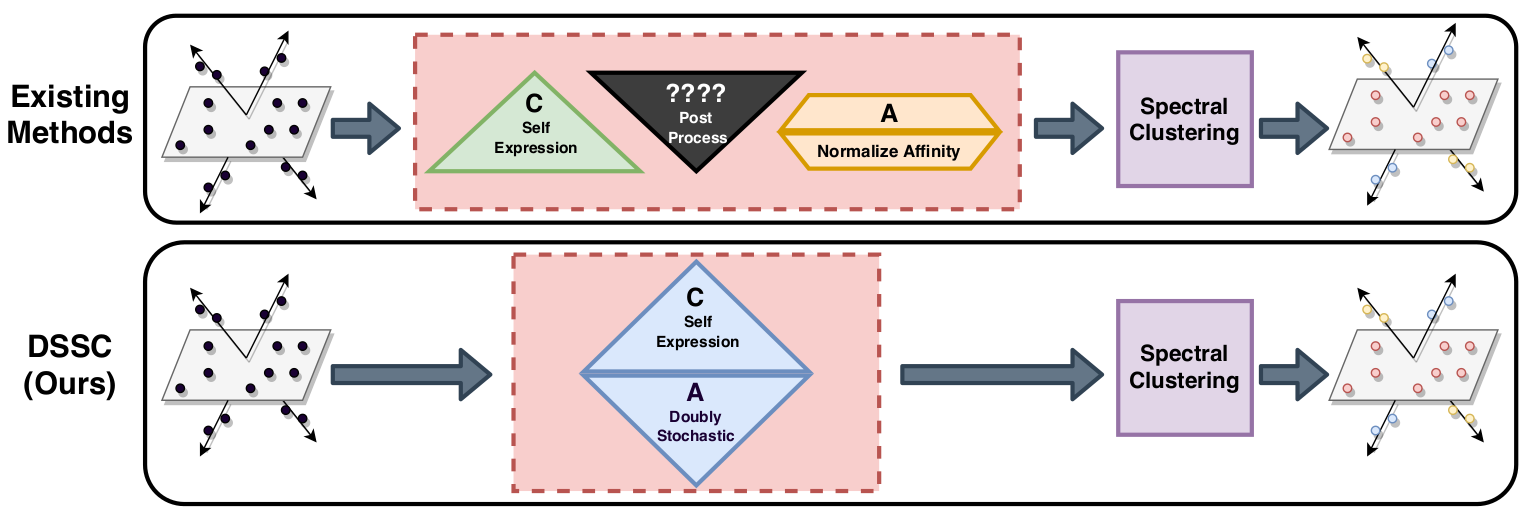 Existing
Methods
C
Self
Expression
????
Post
Process
A
Normalize Affinity
Spectral
Clustering
DSSC
(Ours)
C
Self
Expression
A
Doubly
Stochastic
Spectral
Clustering